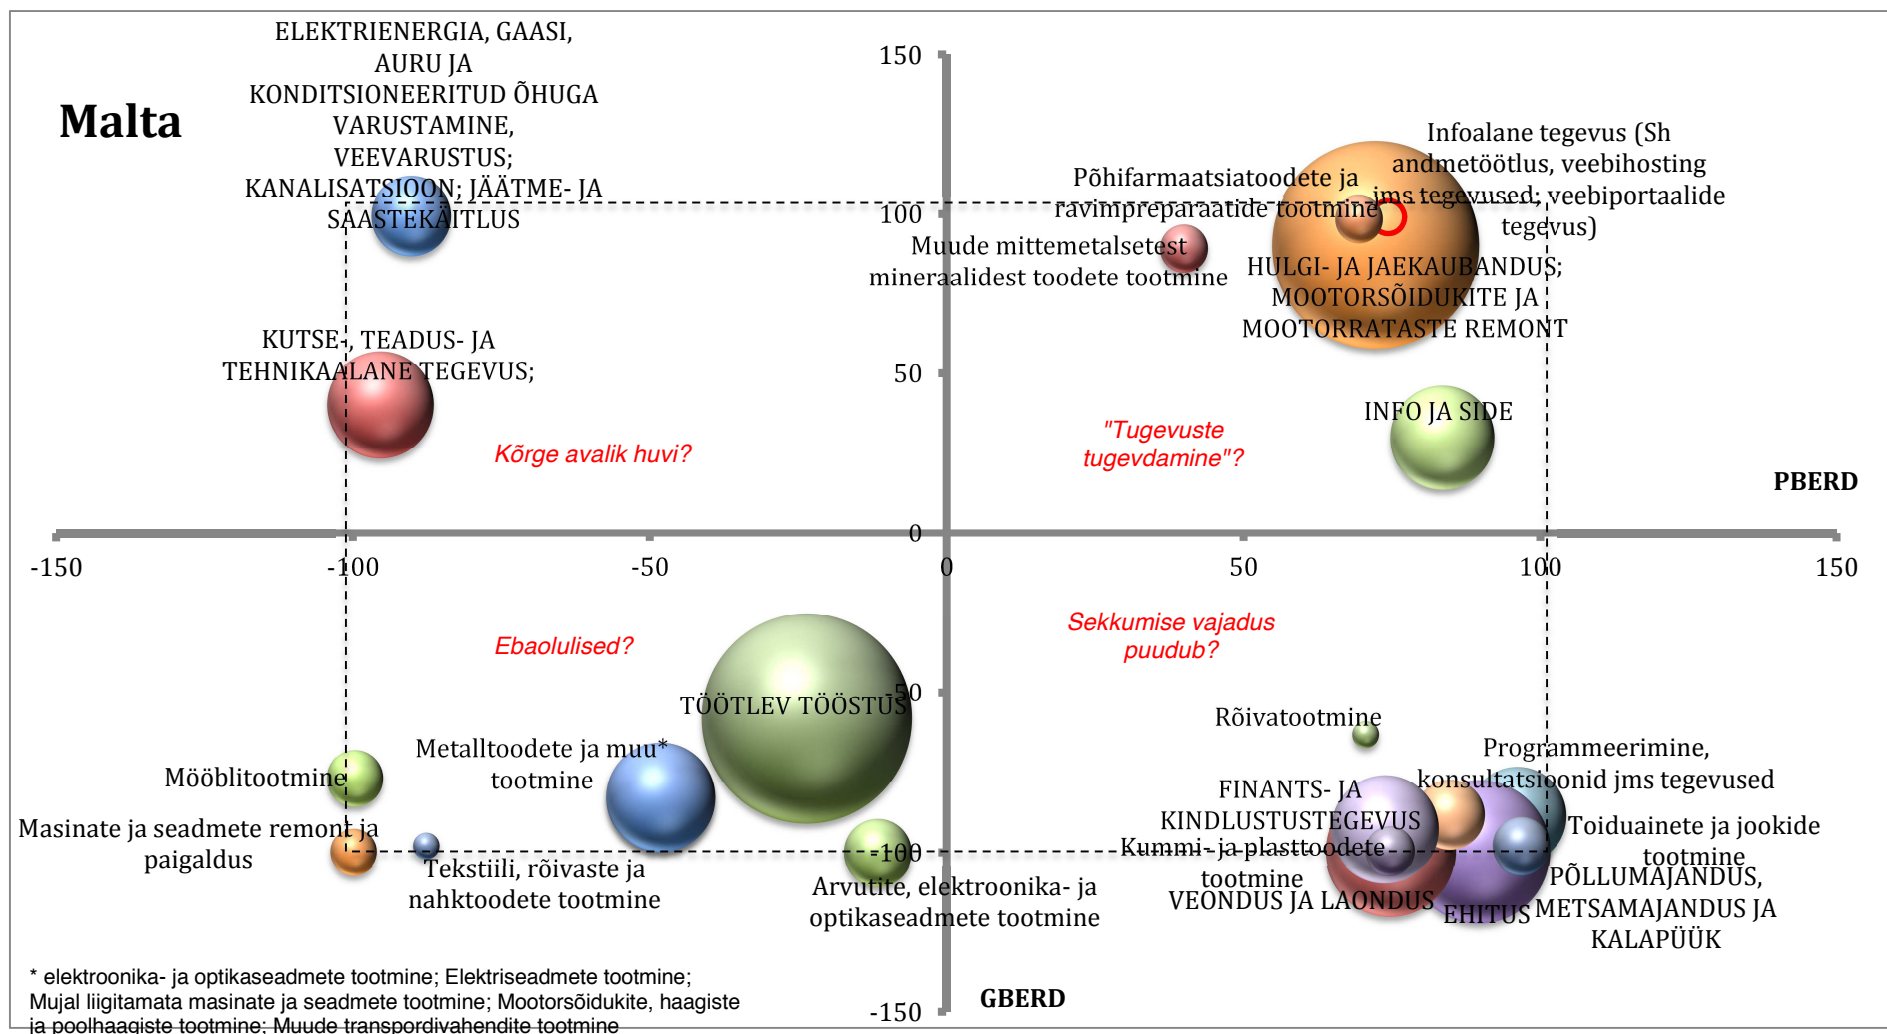 ELEKTRIENERGIA, GAASI,
AURU JA
KONDITSIONEERITUD ÕHUGA
VARUSTAMINE,
VEEVARUSTUS;
KANALISATSIOON; JÄÄTME- JA
SAASTEKÄITLUS
Malta
150
Infoalane tegevus (Sh
andmetöötlus, veebihosting
jms tegevused; veebiportaalide
tegevus)
Põhifarmaatsiatoodete ja
ravimpreparaatide tootmine
100
Muude mittemetalsetest
mineraalidest toodete tootmine
HULGI- JA JAEKAUBANDUS;
MOOTORSÕIDUKITE JA
MOOTORRATASTE REMONT
KUTSE-, TEADUS- JA
TEHNIKAALANE TEGEVUS;
50
INFO JA SIDE
Kõrge avalik huvi?
"Tugevuste
tugevdamine"?
PBERD
0
-150
-100
-50
0
50
100
150
Ebaolulised?
Sekkumise vajadus
puudub?
-50
TÖÖTLEV TÖÖSTUS
Rõivatootmine
Metalltoodete ja muu*
tootmine
Mööblitootmine
Programmeerimine,
konsultatsioonid jms tegevused
FINANTS- JA
KINDLUSTUSTEGEVUS
Masinate ja seadmete remont ja
paigaldus
Toiduainete ja jookide
tootmine
-100
Kummi- ja plasttoodete
tootmine
Tekstiili, rõivaste ja
nahktoodete tootmine
Arvutite, elektroonika- ja
optikaseadmete tootmine
VEONDUS JA LAONDUS
EHITUS
PÕLLUMAJANDUS,
METSAMAJANDUS JA
KALAPÜÜK
-150
GBERD
* elektroonika- ja optikaseadmete tootmine; Elektriseadmete tootmine;
Mujal liigitamata masinate ja seadmete tootmine; Mootorsõidukite, haagiste
ja poolhaagiste tootmine; Muude transpordivahendite tootmine